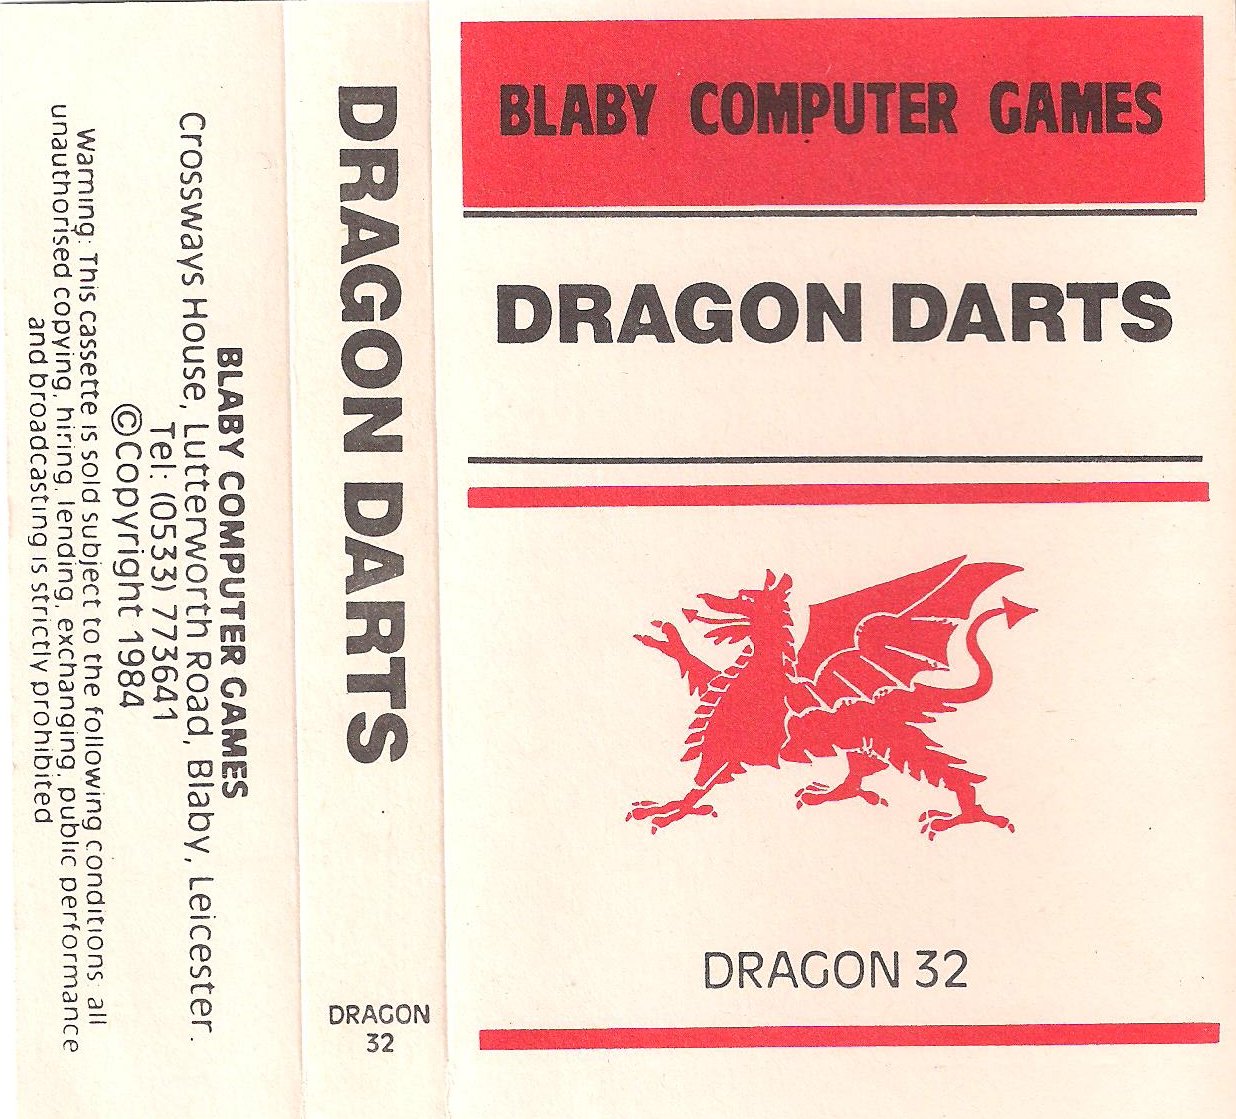 BLABY COMPUTER GAMES
DRAGON DARTS
DRAGON 32
DRAGON DARTS
DRAGON
32
BLABY COMPUTER GAMES
Crossways House, Lutterworth Road, Blaby, Leicester.
Tel: (0533) 773641
©Copyright 1984
Warning: This cassette is sold subject to the following conditions: all
unauthorised copying, hiring, lending, exchanging, public performance
and broadcasting is strictly prohibited